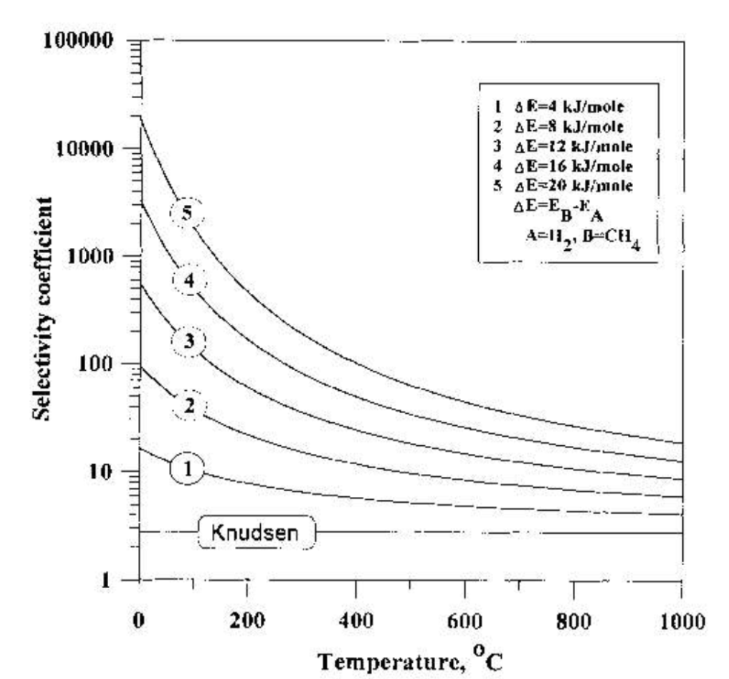 100000
10000
1000
100
10
1
Selectivity coefficient
1 ΔE=4 kJ/mole
2 ΔE=8 kJ/mole
3 ΔE=12 kJ/mole
4 ΔE=16 kJ/mole
5 ΔE=20 kJ/mole
ΔE=E_B-E_A
A=H₂, B=CH₄
5
4
3
2
1
Knudsen
0 200 400 600 800 1000
Temperature, °C